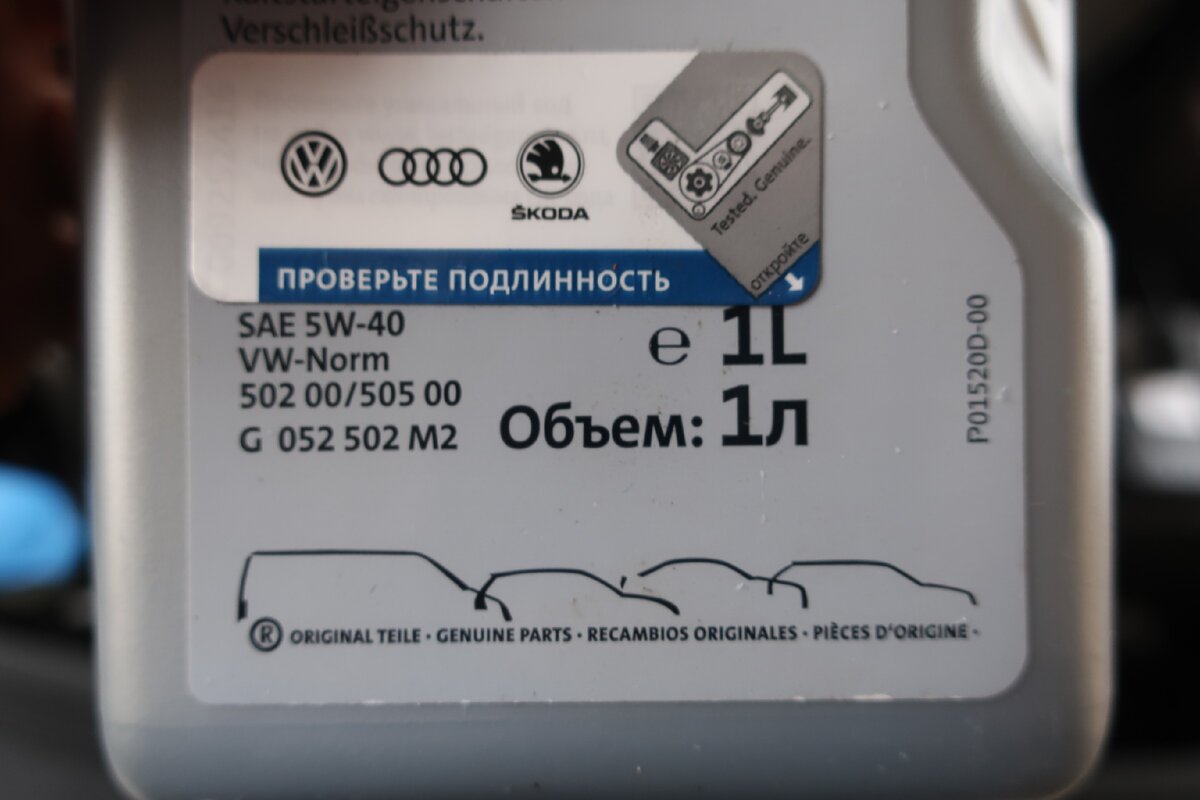 Verschleißschutz.
ŠKODA
Tested. Genuine.
откройте
ПРОВЕРЬТЕ ПОДЛИННОСТЬ
SAE 5W-40
VW-Norm
502 00/505 00
G 052 502 M2
e 1L
Объем: 1л
P01520D-00
® ORIGINAL TEILE · GENUINE PARTS · RECAMBIOS ORIGINALES · PIÈCES D'ORIGINE ·